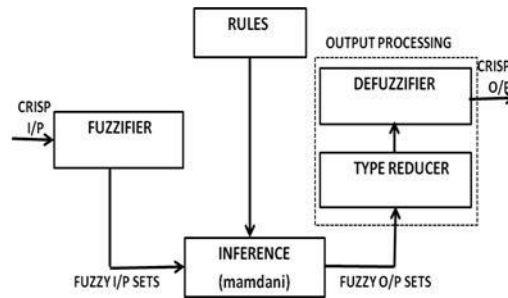 RULES
OUTPUT PROCESSING
CRISP
I/P
FUZZIFIER
DEFUZZIFIER
CRISP
O/P
TYPE REDUCER
INFERENCE
(mamdani)
FUZZY I/P SETS
FUZZY O/P SETS